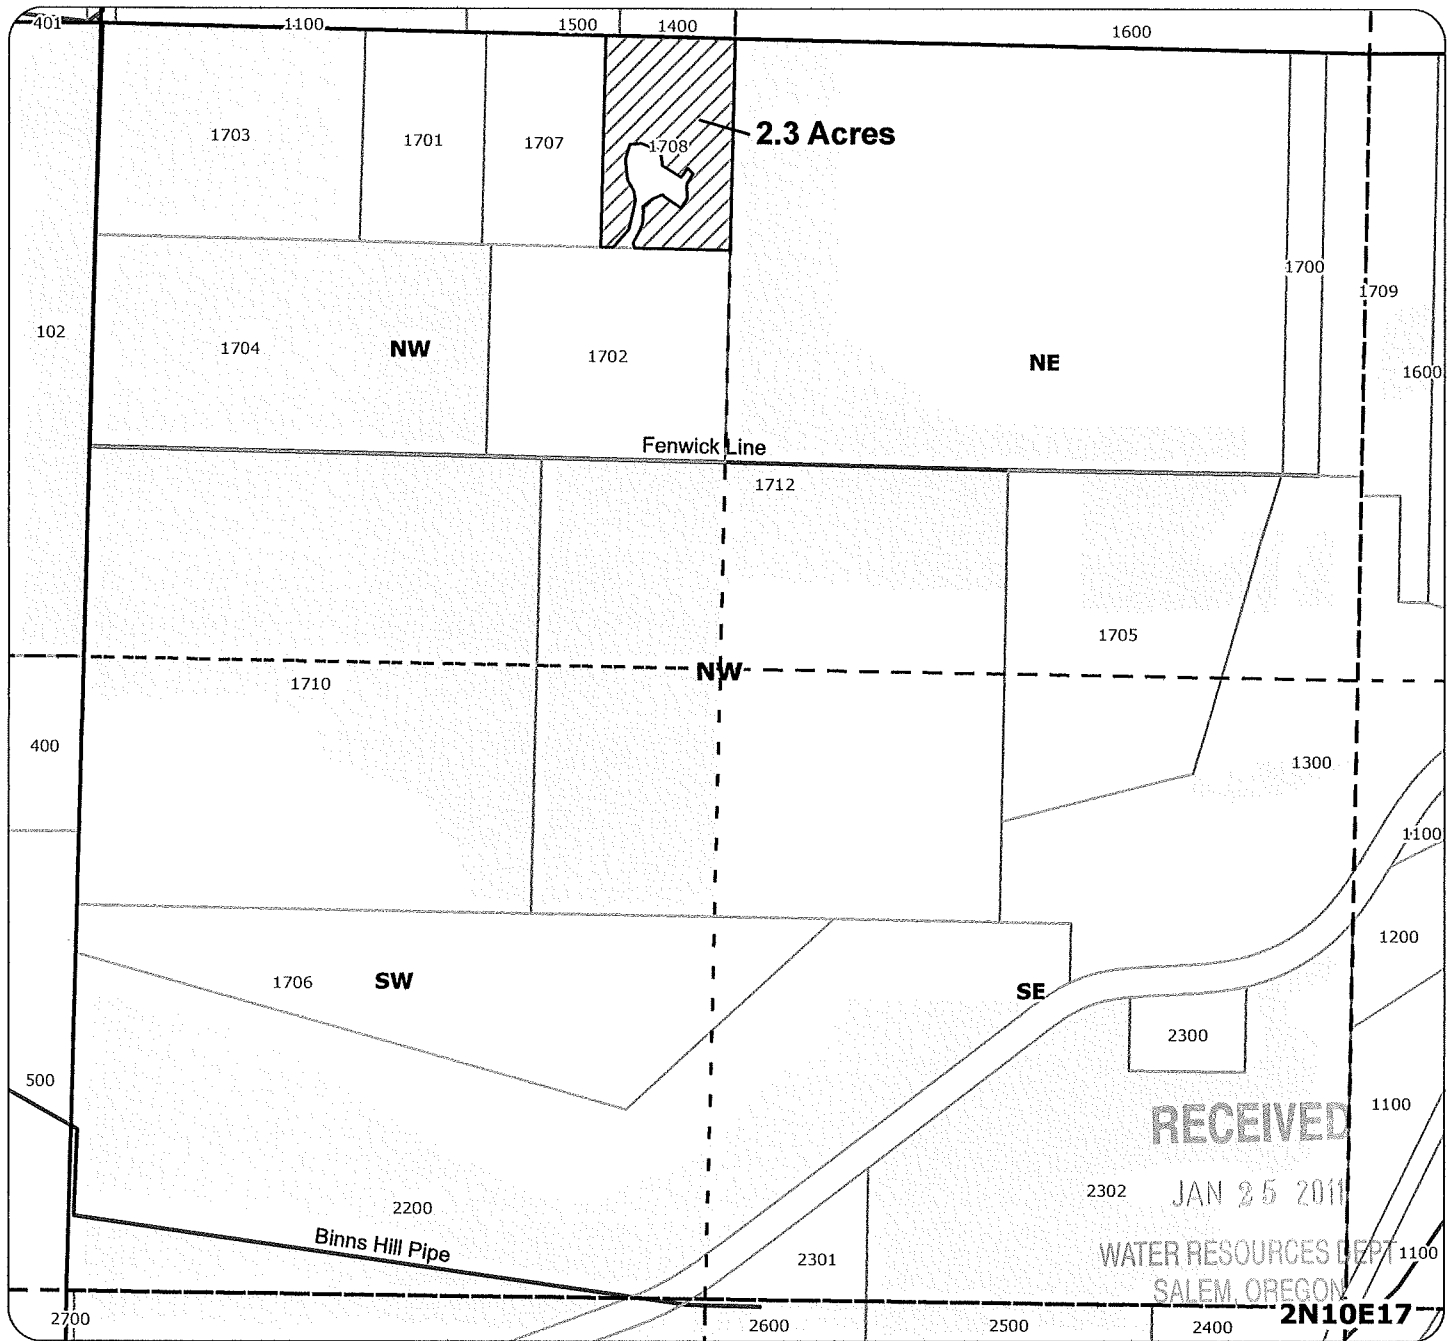 401
1100
1500
1400
1600
1703
1701
1707
1708
2.3 Acres
1700
1709
102
1704
NW
1702
NE
1600
Fenwick Line
1712
1705
NW
1710
400
1300
1100
1200
1706
SW
SE
2300
500
1100
RECEIVED
2302
JAN 25 2011
2200
Binns Hill Pipe
2301
WATER RESOURCES DEPT
1100
SALEM, OREGON
2N10E17
2700
2600
2500
2400